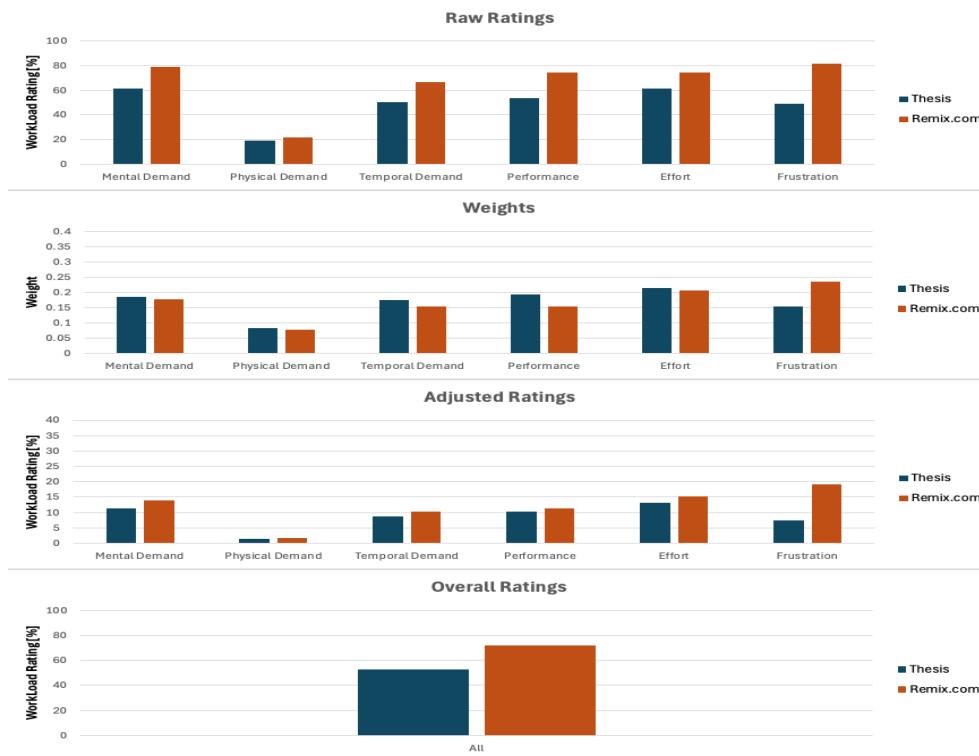 Raw Ratings
100
80
60
40
20
0
WorkLoad Rating[%]
Mental Demand
Physical Demand
Temporal Demand
Performance
Effort
Frustration
Thesis
Remix.com
Weights
0.4
0.35
0.3
0.25
0.2
0.15
0.1
0.05
0
Weight
Mental Demand
Physical Demand
Temporal Demand
Performance
Effort
Frustration
Thesis
Remix.com
Adjusted Ratings
40
35
30
25
20
15
10
5
0
WorkLoad Rating[%]
Mental Demand
Physical Demand
Temporal Demand
Performance
Effort
Frustration
Thesis
Remix.com
Overall Ratings
100
80
60
40
20
0
WorkLoad Rating[%]
All
Thesis
Remix.com